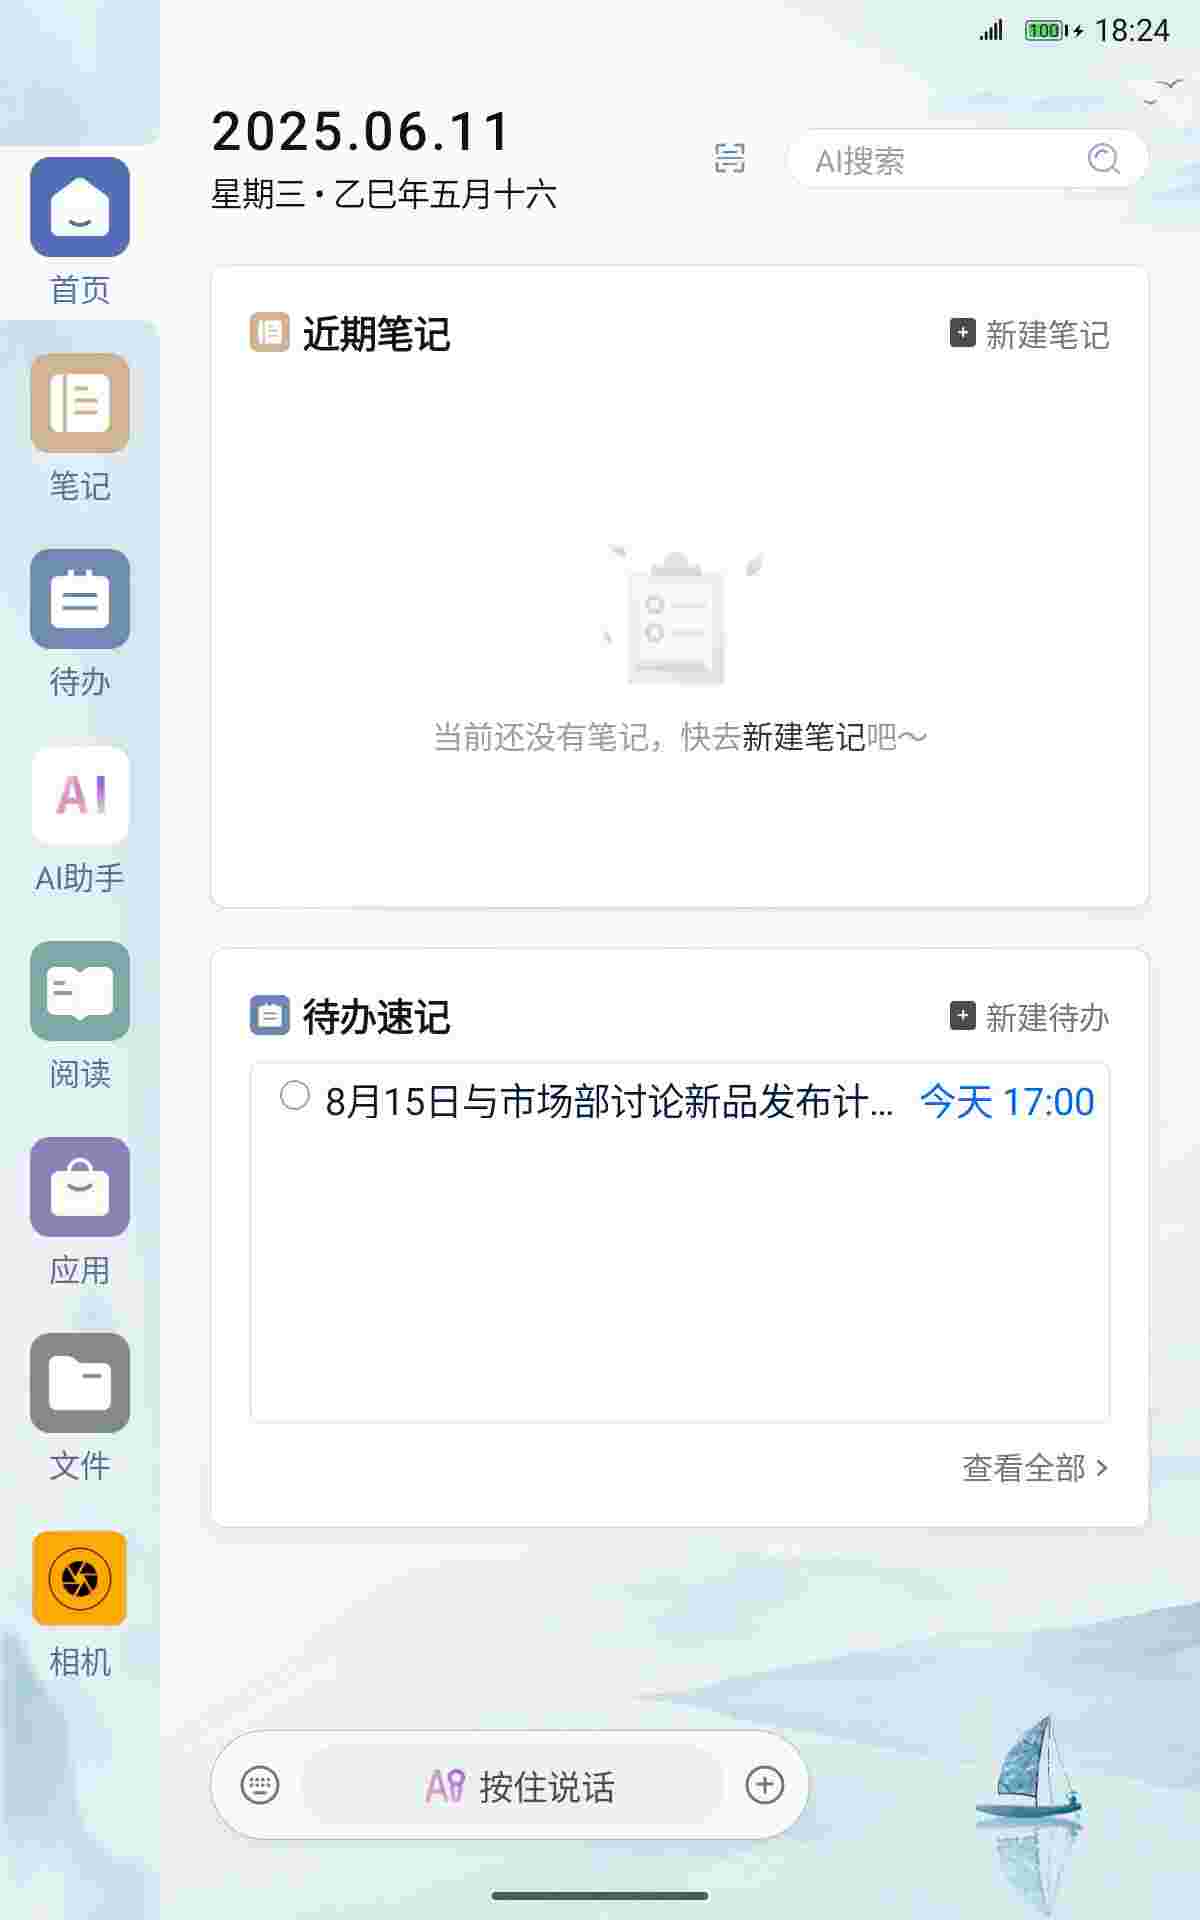 100 18:24
2025.06.11
星期三·乙巳年五月十六
AI搜索
首页
笔记
待办
AI
AI助手
阅读
应用
文件
相机
近期笔记
新建笔记
当前还没有笔记，快去新建笔记吧～
待办速记
新建待办
8月15日与市场部讨论新品发布计... 今天 17:00
查看全部 >
按住说话